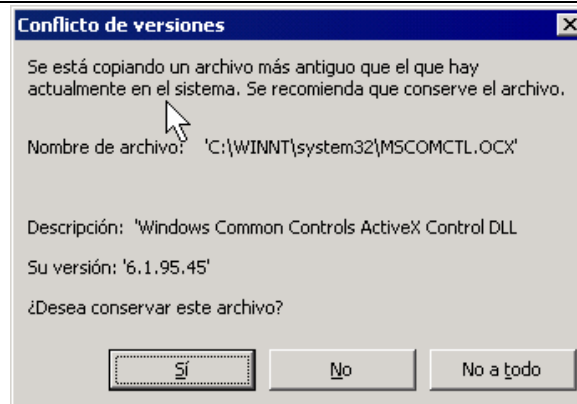 Conflicto de versiones
Se está copiando un archivo más antiguo que el que hay
actualmente en el sistema. Se recomienda que conserve el archivo.
Nombre de archivo: 'C:\WINNT\system32\MSCOMCTL.OCX'
Descripción: 'Windows Common Controls ActiveX Control DLL
Su versión: '6.1.95.45'
¿Desea conservar este archivo?
Sí No No a todo